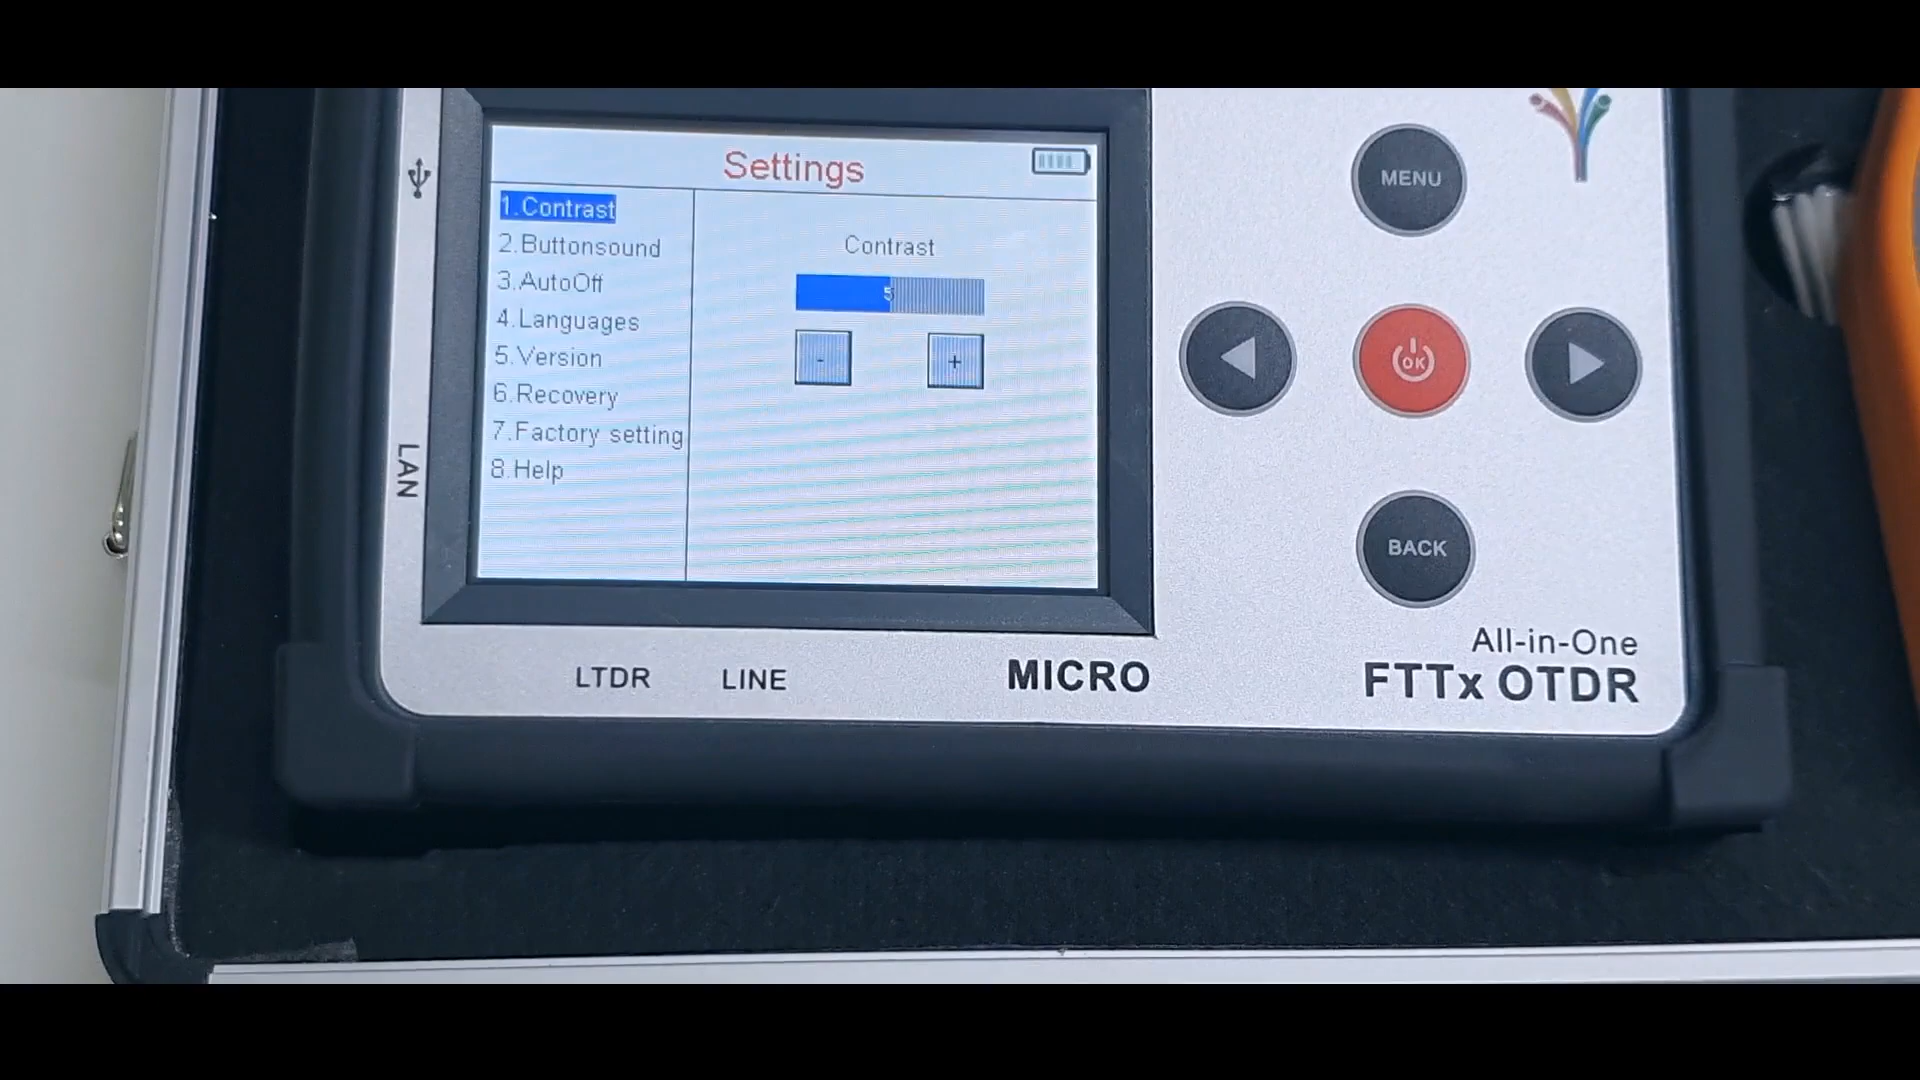 Settings
1.Contrast
2.Buttonsound
3.AutoOff
4.Languages
5.Version
6.Recovery
7.Factory setting
8.Help
Contrast
5
- +
MENU
OK
BACK
LAN
LTDR LINE MICRO
All-in-One
FTTx OTDR